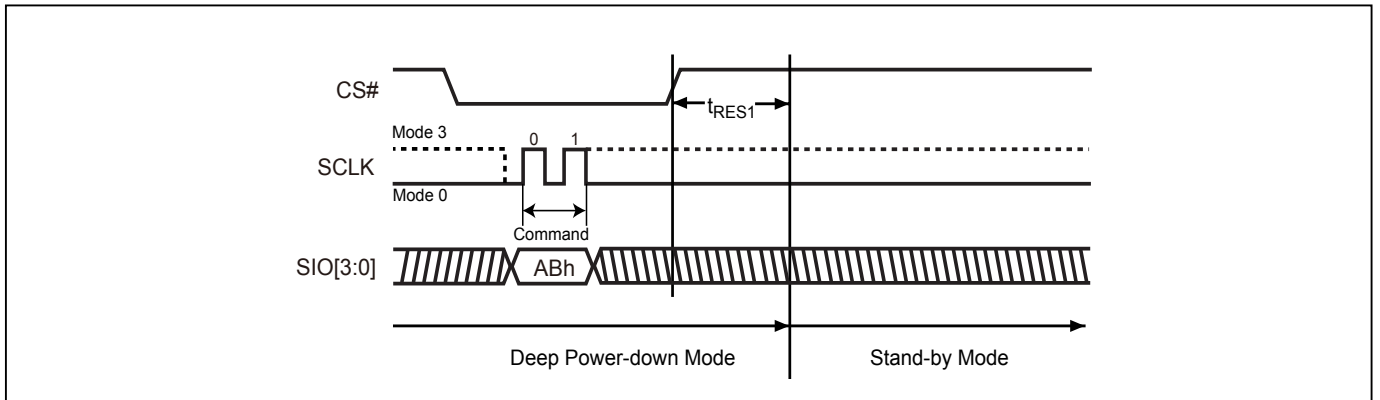 CS#
tRES1
Mode 3
0 1
SCLK
Mode 0
Command
SIO[3:0]
ABh
Deep Power-down Mode
Stand-by Mode